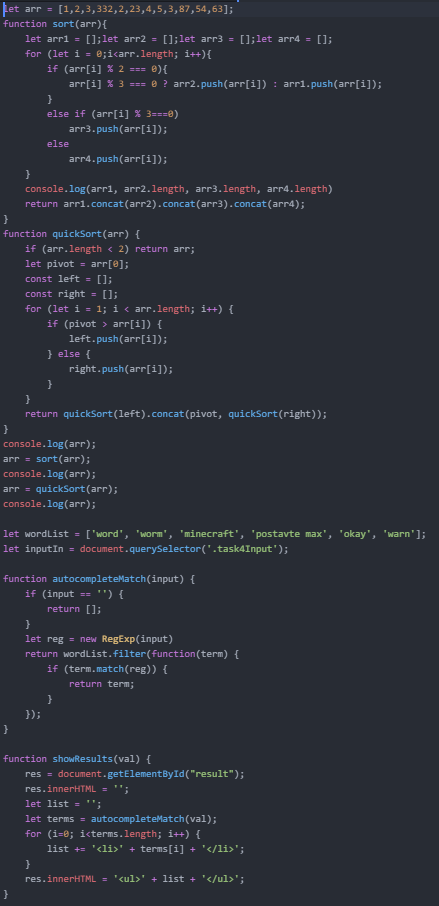 let arr = [1,2,3,332,2,23,4,5,3,87,54,63];
function sort(arr){
    let arr1 = [];let arr2 = [];let arr3 = [];let arr4 = [];
    for (let i = 0;i<arr.length; i++){
        if (arr[i] % 2 === 0){
            arr[i] % 3 === 0 ? arr2.push(arr[i]) : arr1.push(arr[i]);
        }
        else if (arr[i] % 3===0)
            arr3.push(arr[i]);
        else
            arr4.push(arr[i]);
    }
    console.log(arr1, arr2.length, arr3.length, arr4.length)
    return arr1.concat(arr2).concat(arr3).concat(arr4);
}
function quickSort(arr) {
    if (arr.length < 2) return arr;
    let pivot = arr[0];
    const left = [];
    const right = [];
    for (let i = 1; i < arr.length; i++) {
        if (pivot > arr[i]) {
            left.push(arr[i]);
        } else {
            right.push(arr[i]);
        }
    }
    return quickSort(left).concat(pivot, quickSort(right));
}
console.log(arr);
arr = sort(arr);
console.log(arr);
arr = quickSort(arr);
console.log(arr);

let wordList = ['word', 'worm', 'minecraft', 'postavte max', 'okay', 'warn'];
let inputIn = document.querySelector('.task4Input');

function autocompleteMatch(input) {
    if (input == '') {
        return [];
    }
    let reg = new RegExp(input)
    return wordList.filter(function(term) {
        if (term.match(reg)) {
            return term;
        }
    });
}

function showResults(val) {
    res = document.getElementById("result");
    res.innerHTML = '';
    let list = '';
    let terms = autocompleteMatch(val);
    for (i=0; i<terms.length; i++) {
        list += '<li>' + terms[i] + '</li>';
    }
    res.innerHTML = '<ul>' + list + '</ul>';
}